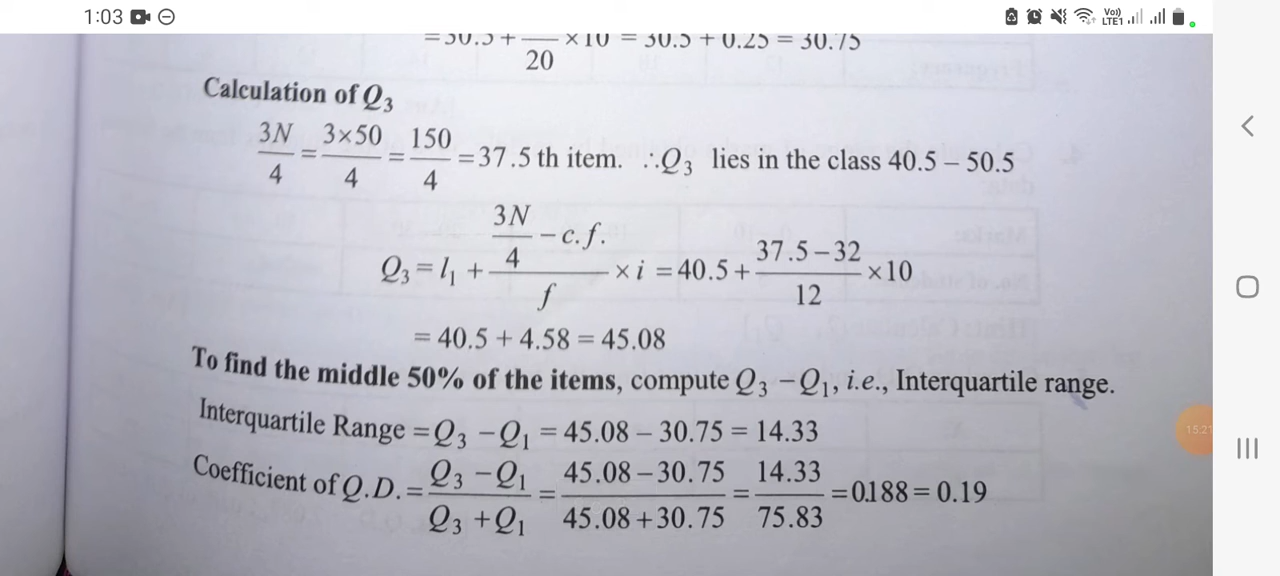 1:03
Vo))
LTE1
=30.5 + ─── × 10 = 30.5 + 0.25 = 30.75
20
Calculation of Q₃
3N/4 = 3×50/4 = 150/4 = 37.5 th item. ∴Q₃ lies in the class 40.5 – 50.5
Q₃ = l₁ + (3N/4 – c.f.)/f × i = 40.5 + (37.5 – 32)/12 × 10
= 40.5 + 4.58 = 45.08
To find the middle 50% of the items, compute Q₃ – Q₁, i.e., Interquartile range.
Interquartile Range = Q₃ – Q₁ = 45.08 – 30.75 = 14.33
Coefficient of Q.D. = (Q₃ – Q₁)/(Q₃ + Q₁) = (45.08 – 30.75)/(45.08 + 30.75) = 14.33/75.83 = 0.188 = 0.19
15:21